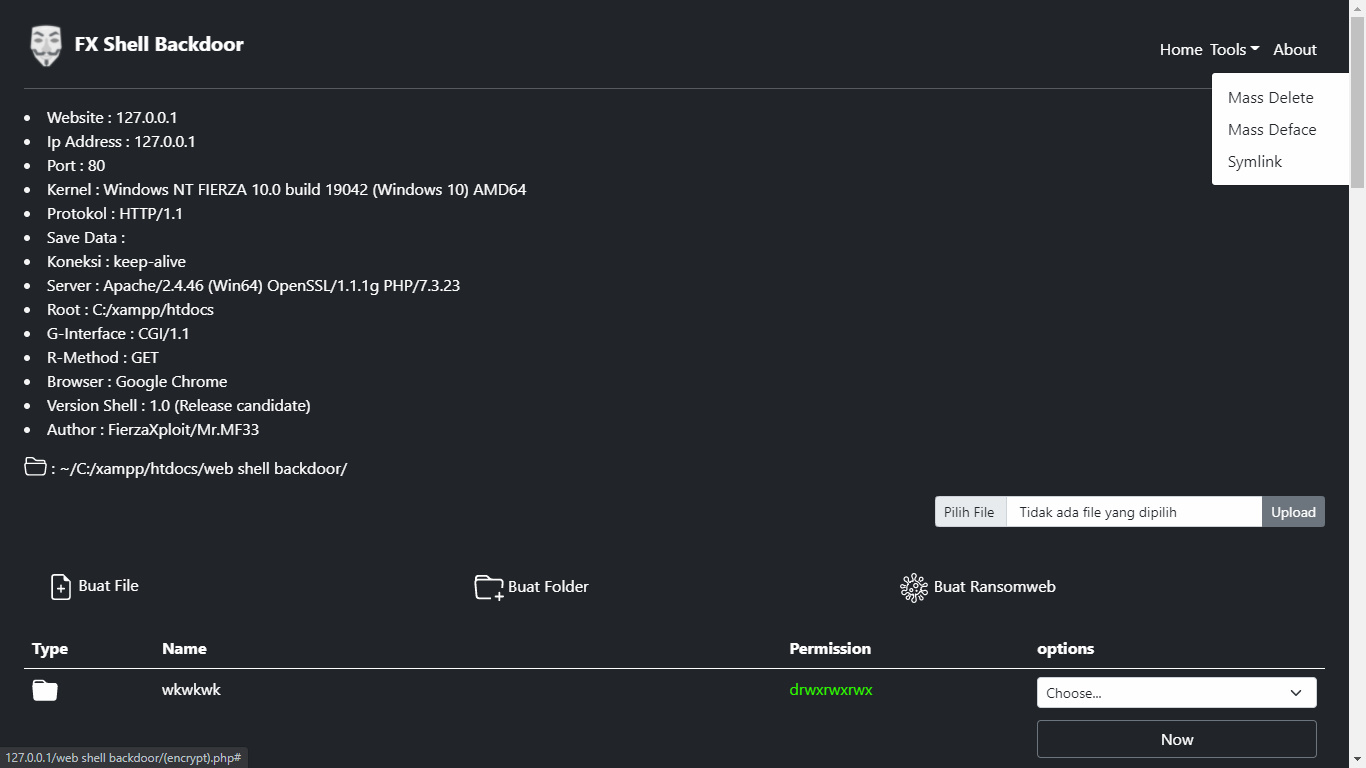 FX Shell Backdoor
Home Tools About
Mass Delete
Mass Deface
Symlink
Website : 127.0.0.1
Ip Address : 127.0.0.1
Port : 80
Kernel : Windows NT FIERZA 10.0 build 19042 (Windows 10) AMD64
Protokol : HTTP/1.1
Save Data :
Koneksi : keep-alive
Server : Apache/2.4.46 (Win64) OpenSSL/1.1.1g PHP/7.3.23
Root : C:/xampp/htdocs
G-Interface : CGI/1.1
R-Method : GET
Browser : Google Chrome
Version Shell : 1.0 (Release candidate)
Author : FierzaXploit/Mr.MF33
: ~/C:/xampp/htdocs/web shell backdoor/
Pilih File Tidak ada file yang dipilih Upload
Buat File Buat Folder Buat Ransomweb
Type Name Permission options
wkwkwk drwxrwxrwx Choose...
Now
127.0.0.1/web shell backdoor/(encrypt).php#